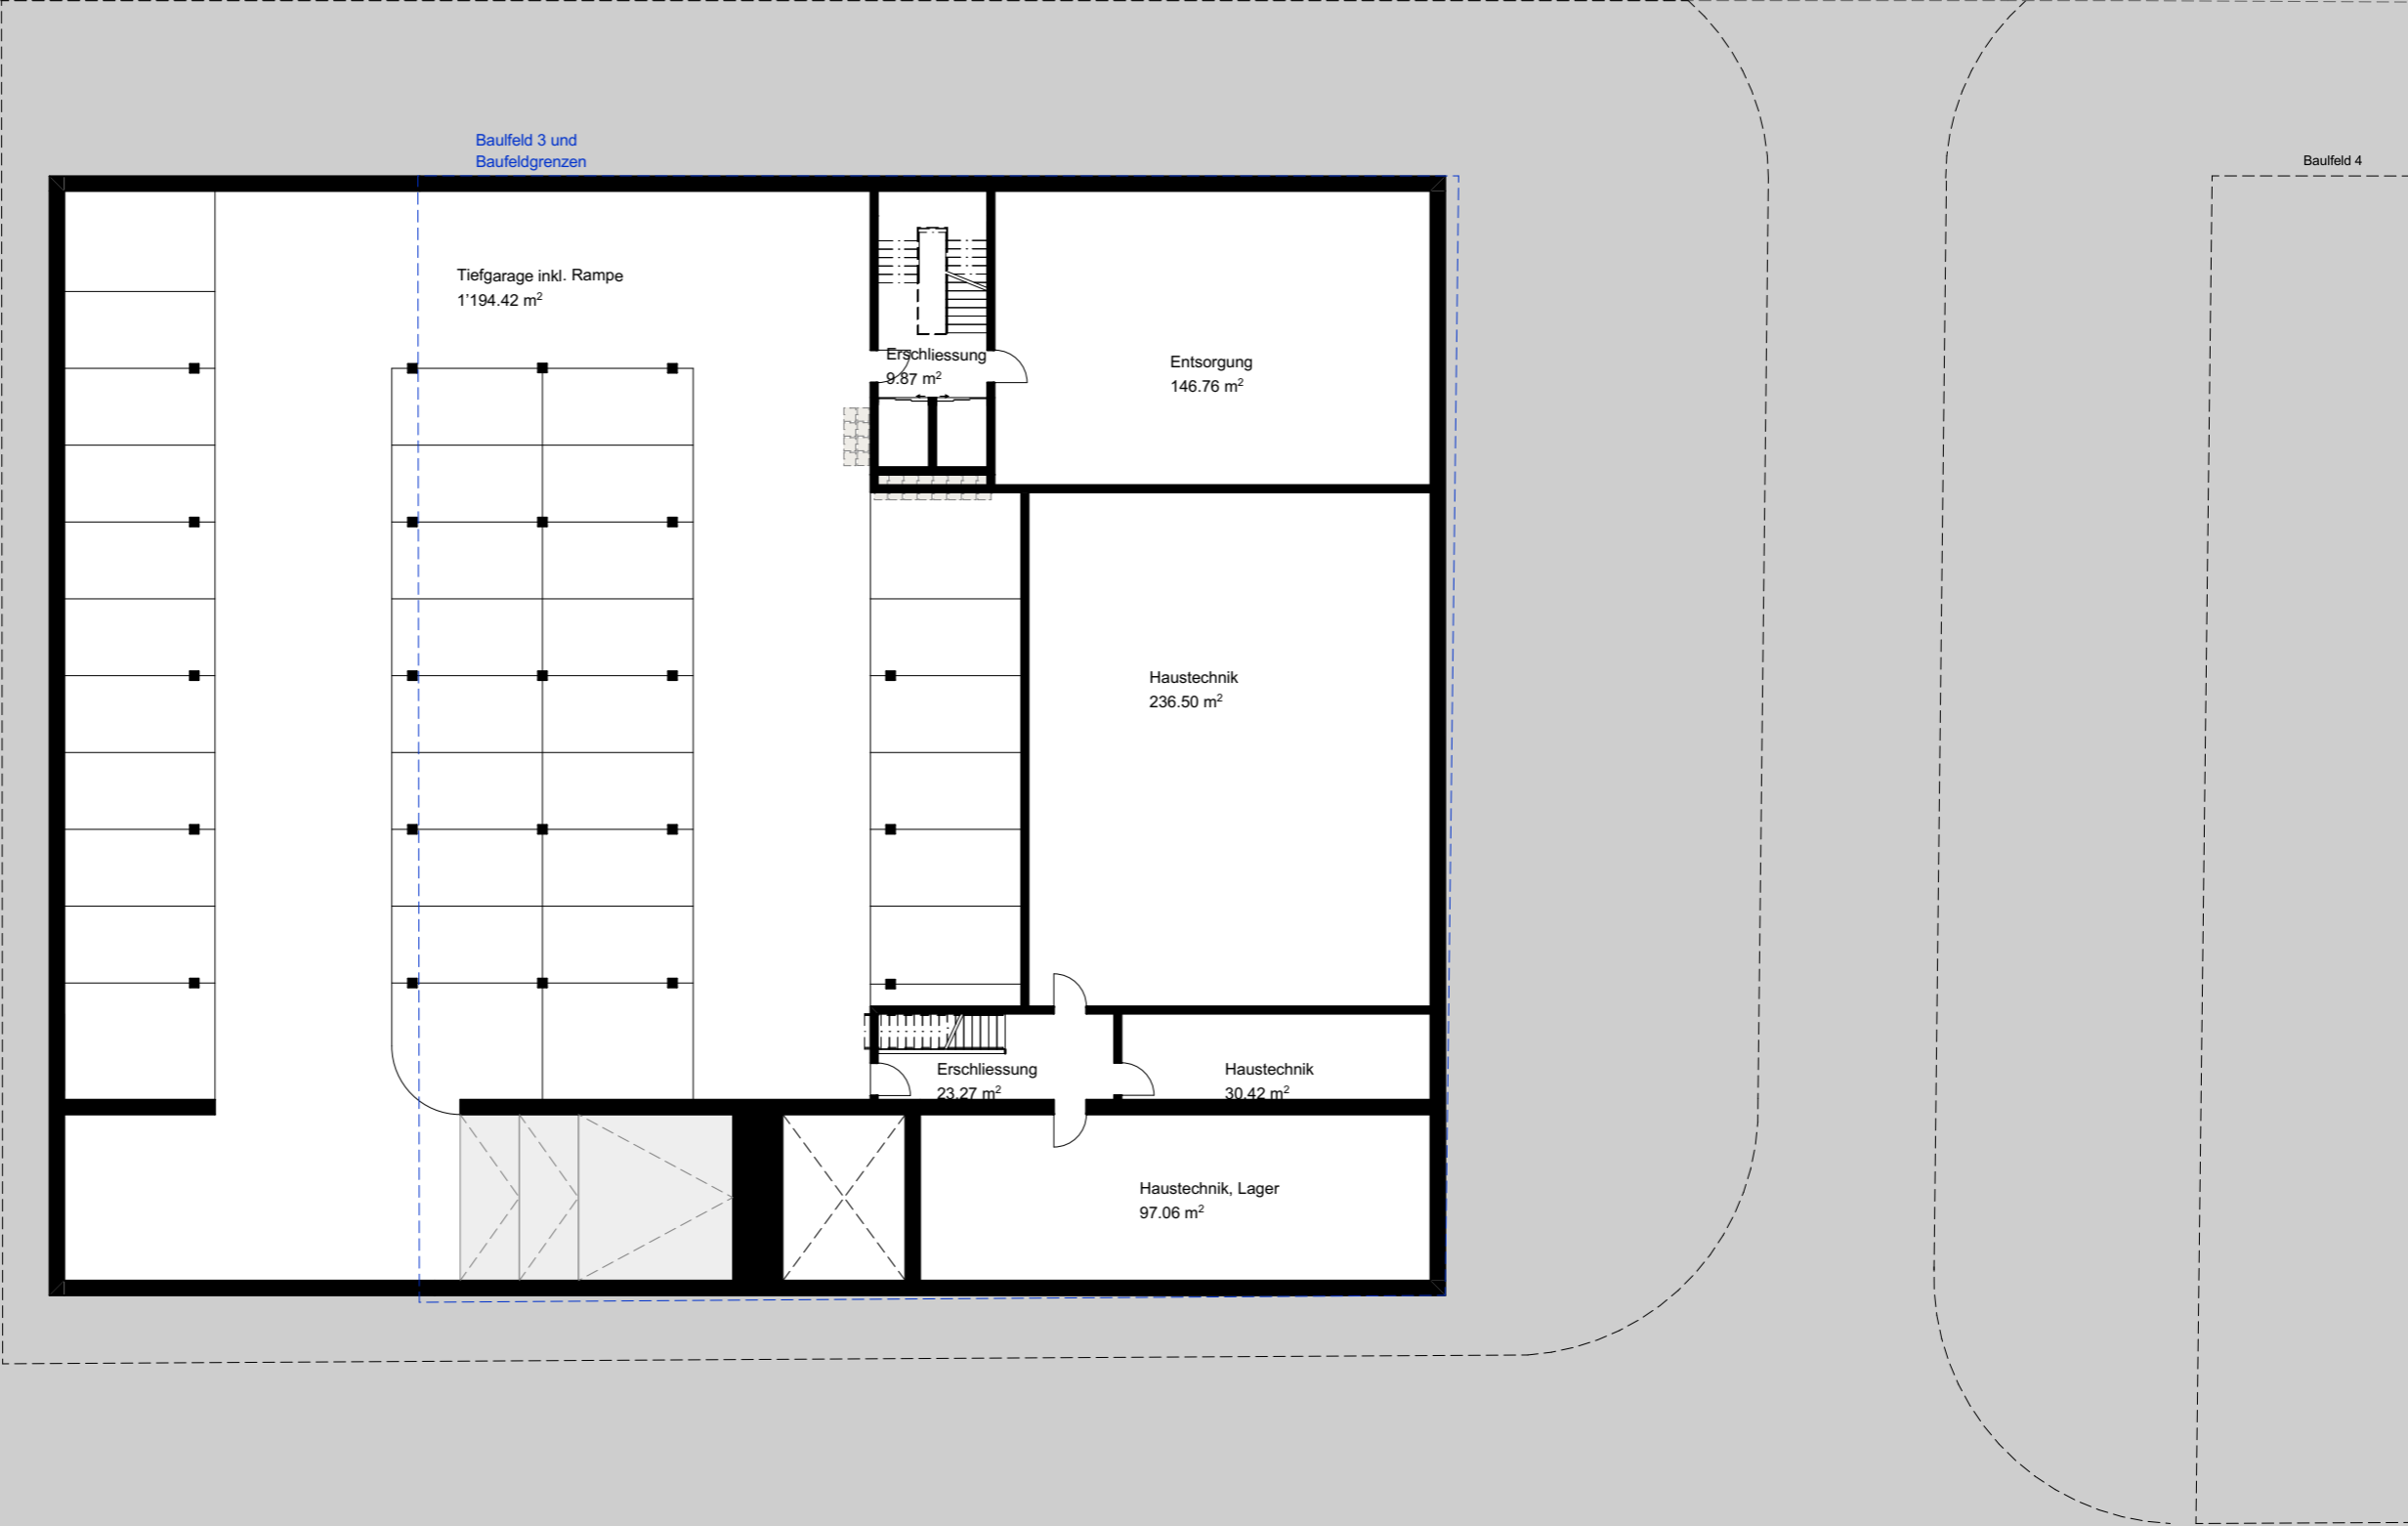 Baulfeld 3 und
Baufeldgrenzen
Baulfeld 4
Tiefgarage inkl. Rampe
1'194.42 m²
Erschliessung
9.87 m²
Entsorgung
146.76 m²
Haustechnik
236.50 m²
Erschliessung
23.27 m²
Haustechnik
30.42 m²
Haustechnik, Lager
97.06 m²